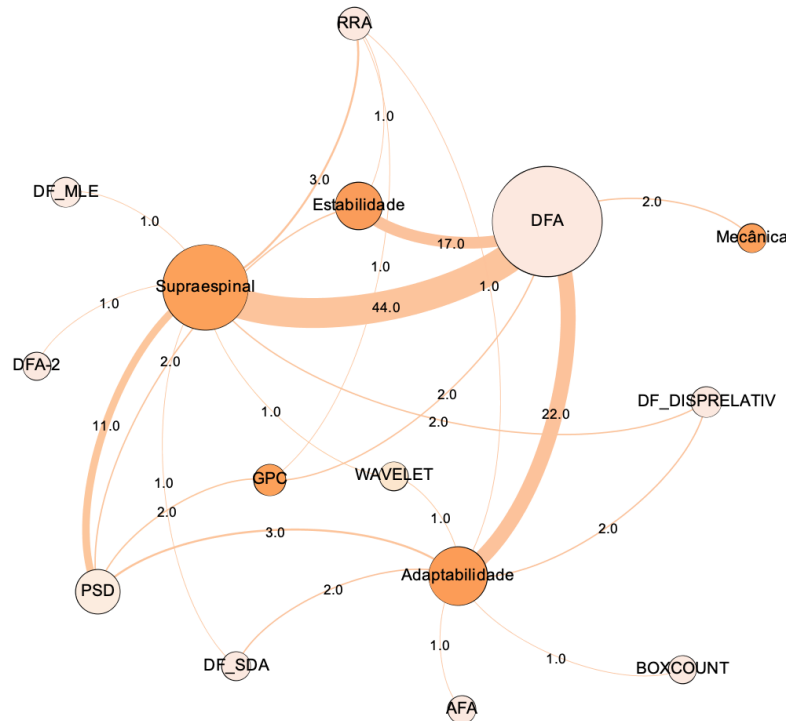 RRA
1.0
3.0
DF_MLE
Estabilidade
DFA
2.0
1.0
17.0
Mecânica
1.0
Supraespinal
1.0
1.0
44.0
DFA-2
2.0
2.0
DF_DISPRELATIV
22.0
11.0
1.0
2.0
GPC
WAVELET
1.0
2.0
1.0
3.0
2.0
Adaptabilidade
PSD
2.0
1.0
1.0
DF_SDA
BOXCOUNT
AFA